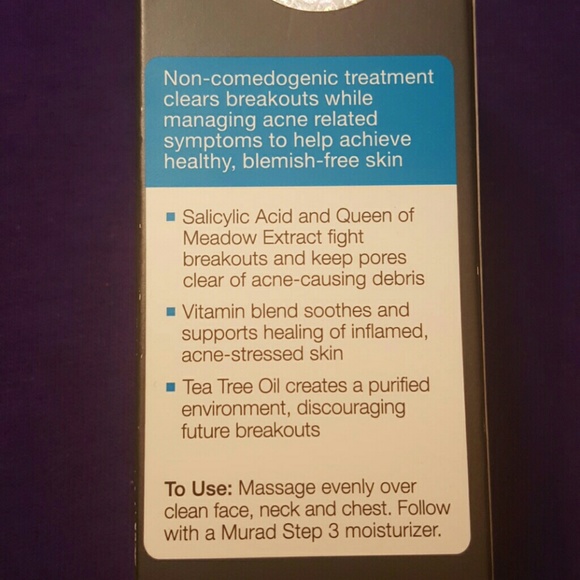 Non-comedogenic treatment
clears breakouts while
managing acne related
symptoms to help achieve
healthy, blemish-free skin
Salicylic Acid and Queen of
Meadow Extract fight
breakouts and keep pores
clear of acne-causing debris
Vitamin blend soothes and
supports healing of inflamed,
acne-stressed skin
Tea Tree Oil creates a purified
environment, discouraging
future breakouts
To Use: Massage evenly over
clean face, neck and chest. Follow
with a Murad Step 3 moisturizer.